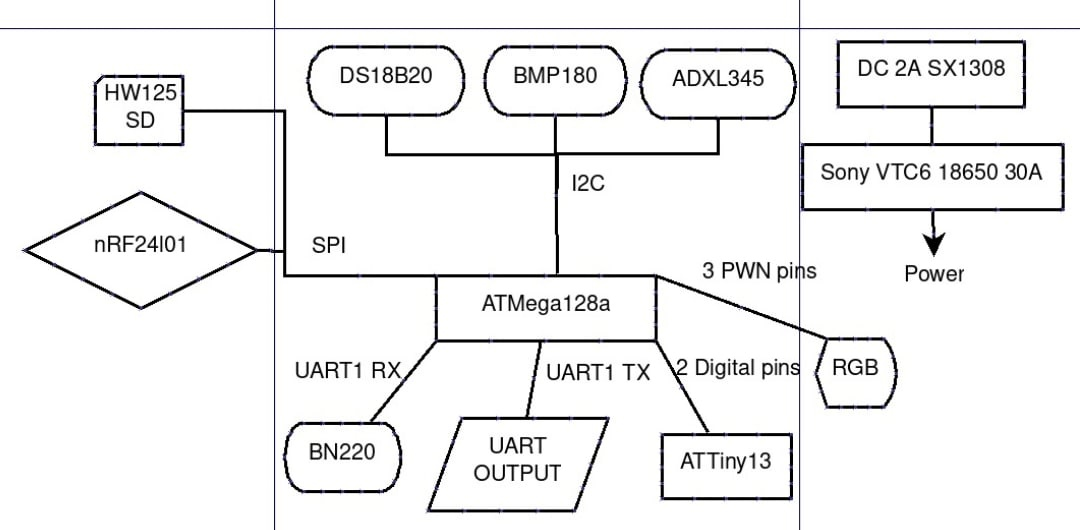 HW125
SD
DS18B20
BMP180
ADXL345
DC 2A SX1308
Sony VTC6 18650 30A
I2C
nRF24l01
SPI
3 PWN pins
Power
ATMega128a
UART1 RX
UART1 TX
2 Digital pins
RGB
BN220
UART
OUTPUT
ATTiny13